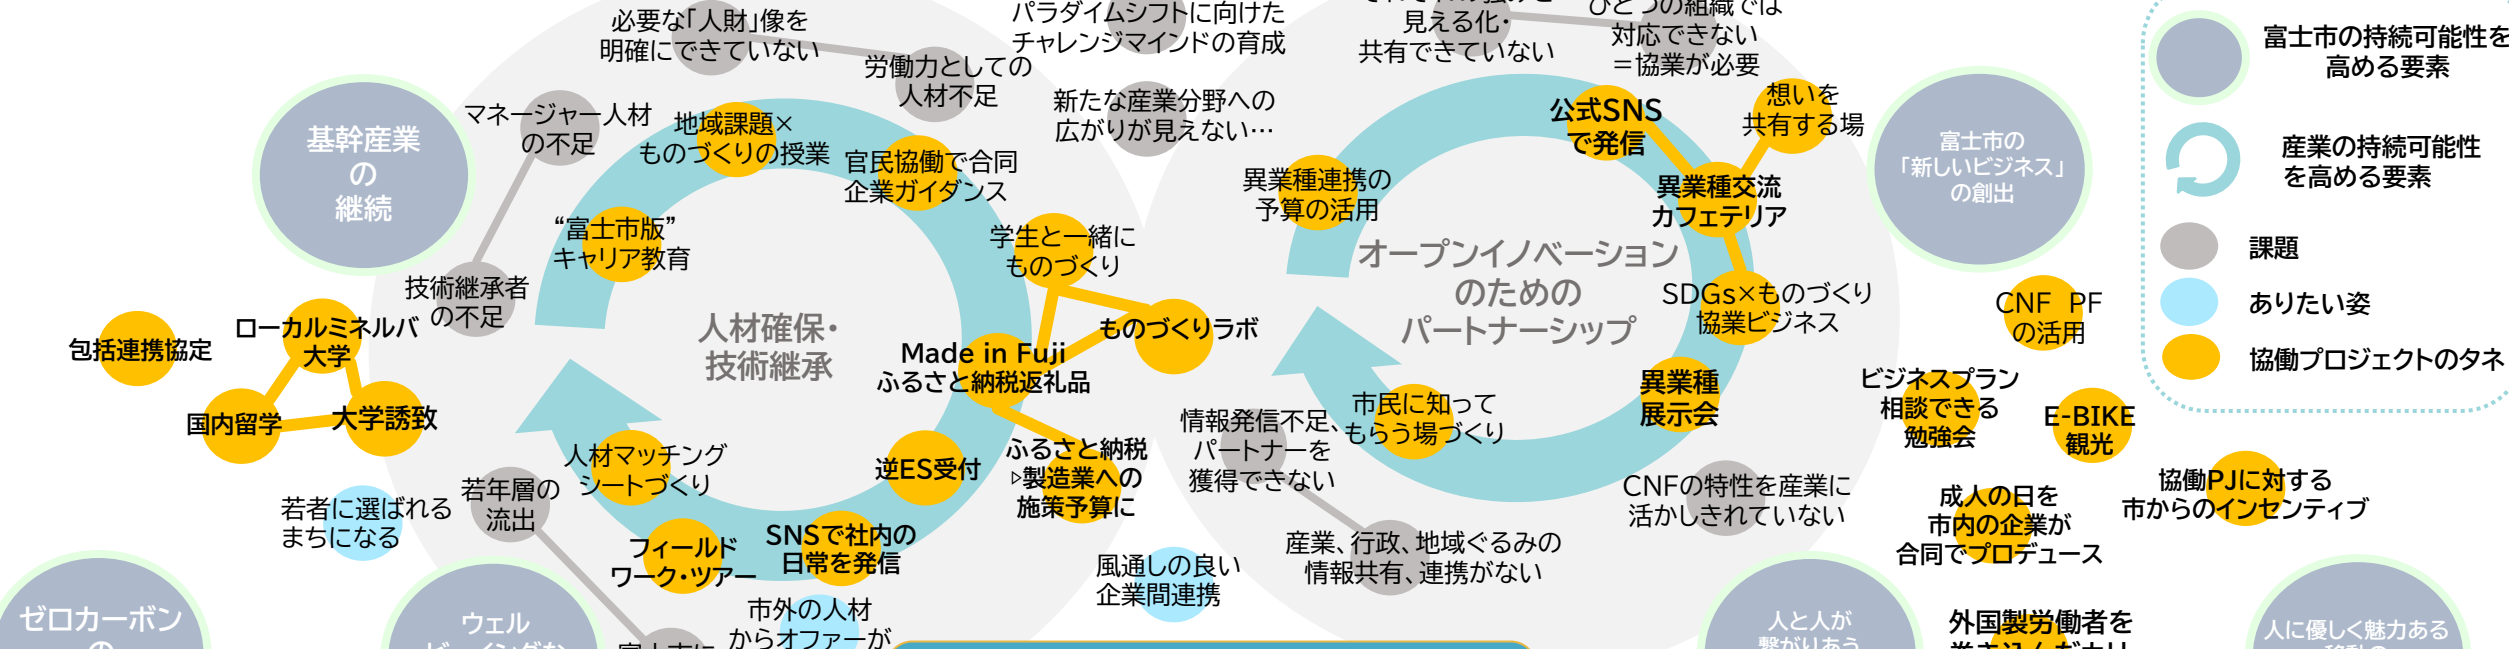 必要な「人財」像を
明確にできていない
パラダイムシフトに向けた
チャレンジマインドの育成
見える化・
共有できていない
ひとつの組織では
対応できない
＝協業が必要
富士市の持続可能性を
高める要素
労働力としての
人材不足
新たな産業分野への
広がりが見えない…
マネージャー人材
の不足
地域課題×
ものづくりの授業
官民協働で合同
企業ガイダンス
公式SNS
で発信
想いを
共有する場
基幹産業
の
継続
富士市の
「新しいビジネス」
の創出
産業の持続可能性
を高める要素
異業種連携の
予算の活用
異業種交流
カフェテリア
“富士市版”
キャリア教育
学生と一緒に
ものづくり
課題
オープンイノベーション
のための
パートナーシップ
技術継承者
の不足
SDGs×ものづくり
協業ビジネス
CNF　PF
の活用
ありたい姿
包括連携協定
ローカルミネルバ
大学
人材確保・
技術継承
ものづくりラボ
Made in Fuji
ふるさと納税返礼品
協働プロジェクトのタネ
国内留学
大学誘致
異業種
展示会
市民に知って
もらう場づくり
情報発信不足、
パートナーを
獲得できない
ビジネスプラン
相談できる
勉強会
E-BIKE
観光
人材マッチング
シートづくり
逆ES受付
ふるさと納税
▷製造業への
施策予算に
若者に選ばれる
まちになる
若年層の
流出
CNFの特性を産業に
活かしきれていない
成人の日を
市内の企業が
合同でプロデュース
協働PJに対する
市からのインセンティブ
フィールド
ワーク・ツアー
SNSで社内の
日常を発信
風通しの良い
企業間連携
産業、行政、地域ぐるみの
情報共有、連携がない
ゼロカーボン
の
ウェル
市外の人材
からオファーが
人と人が
繋がりあう
外国製労働者を
人に優しく魅力ある